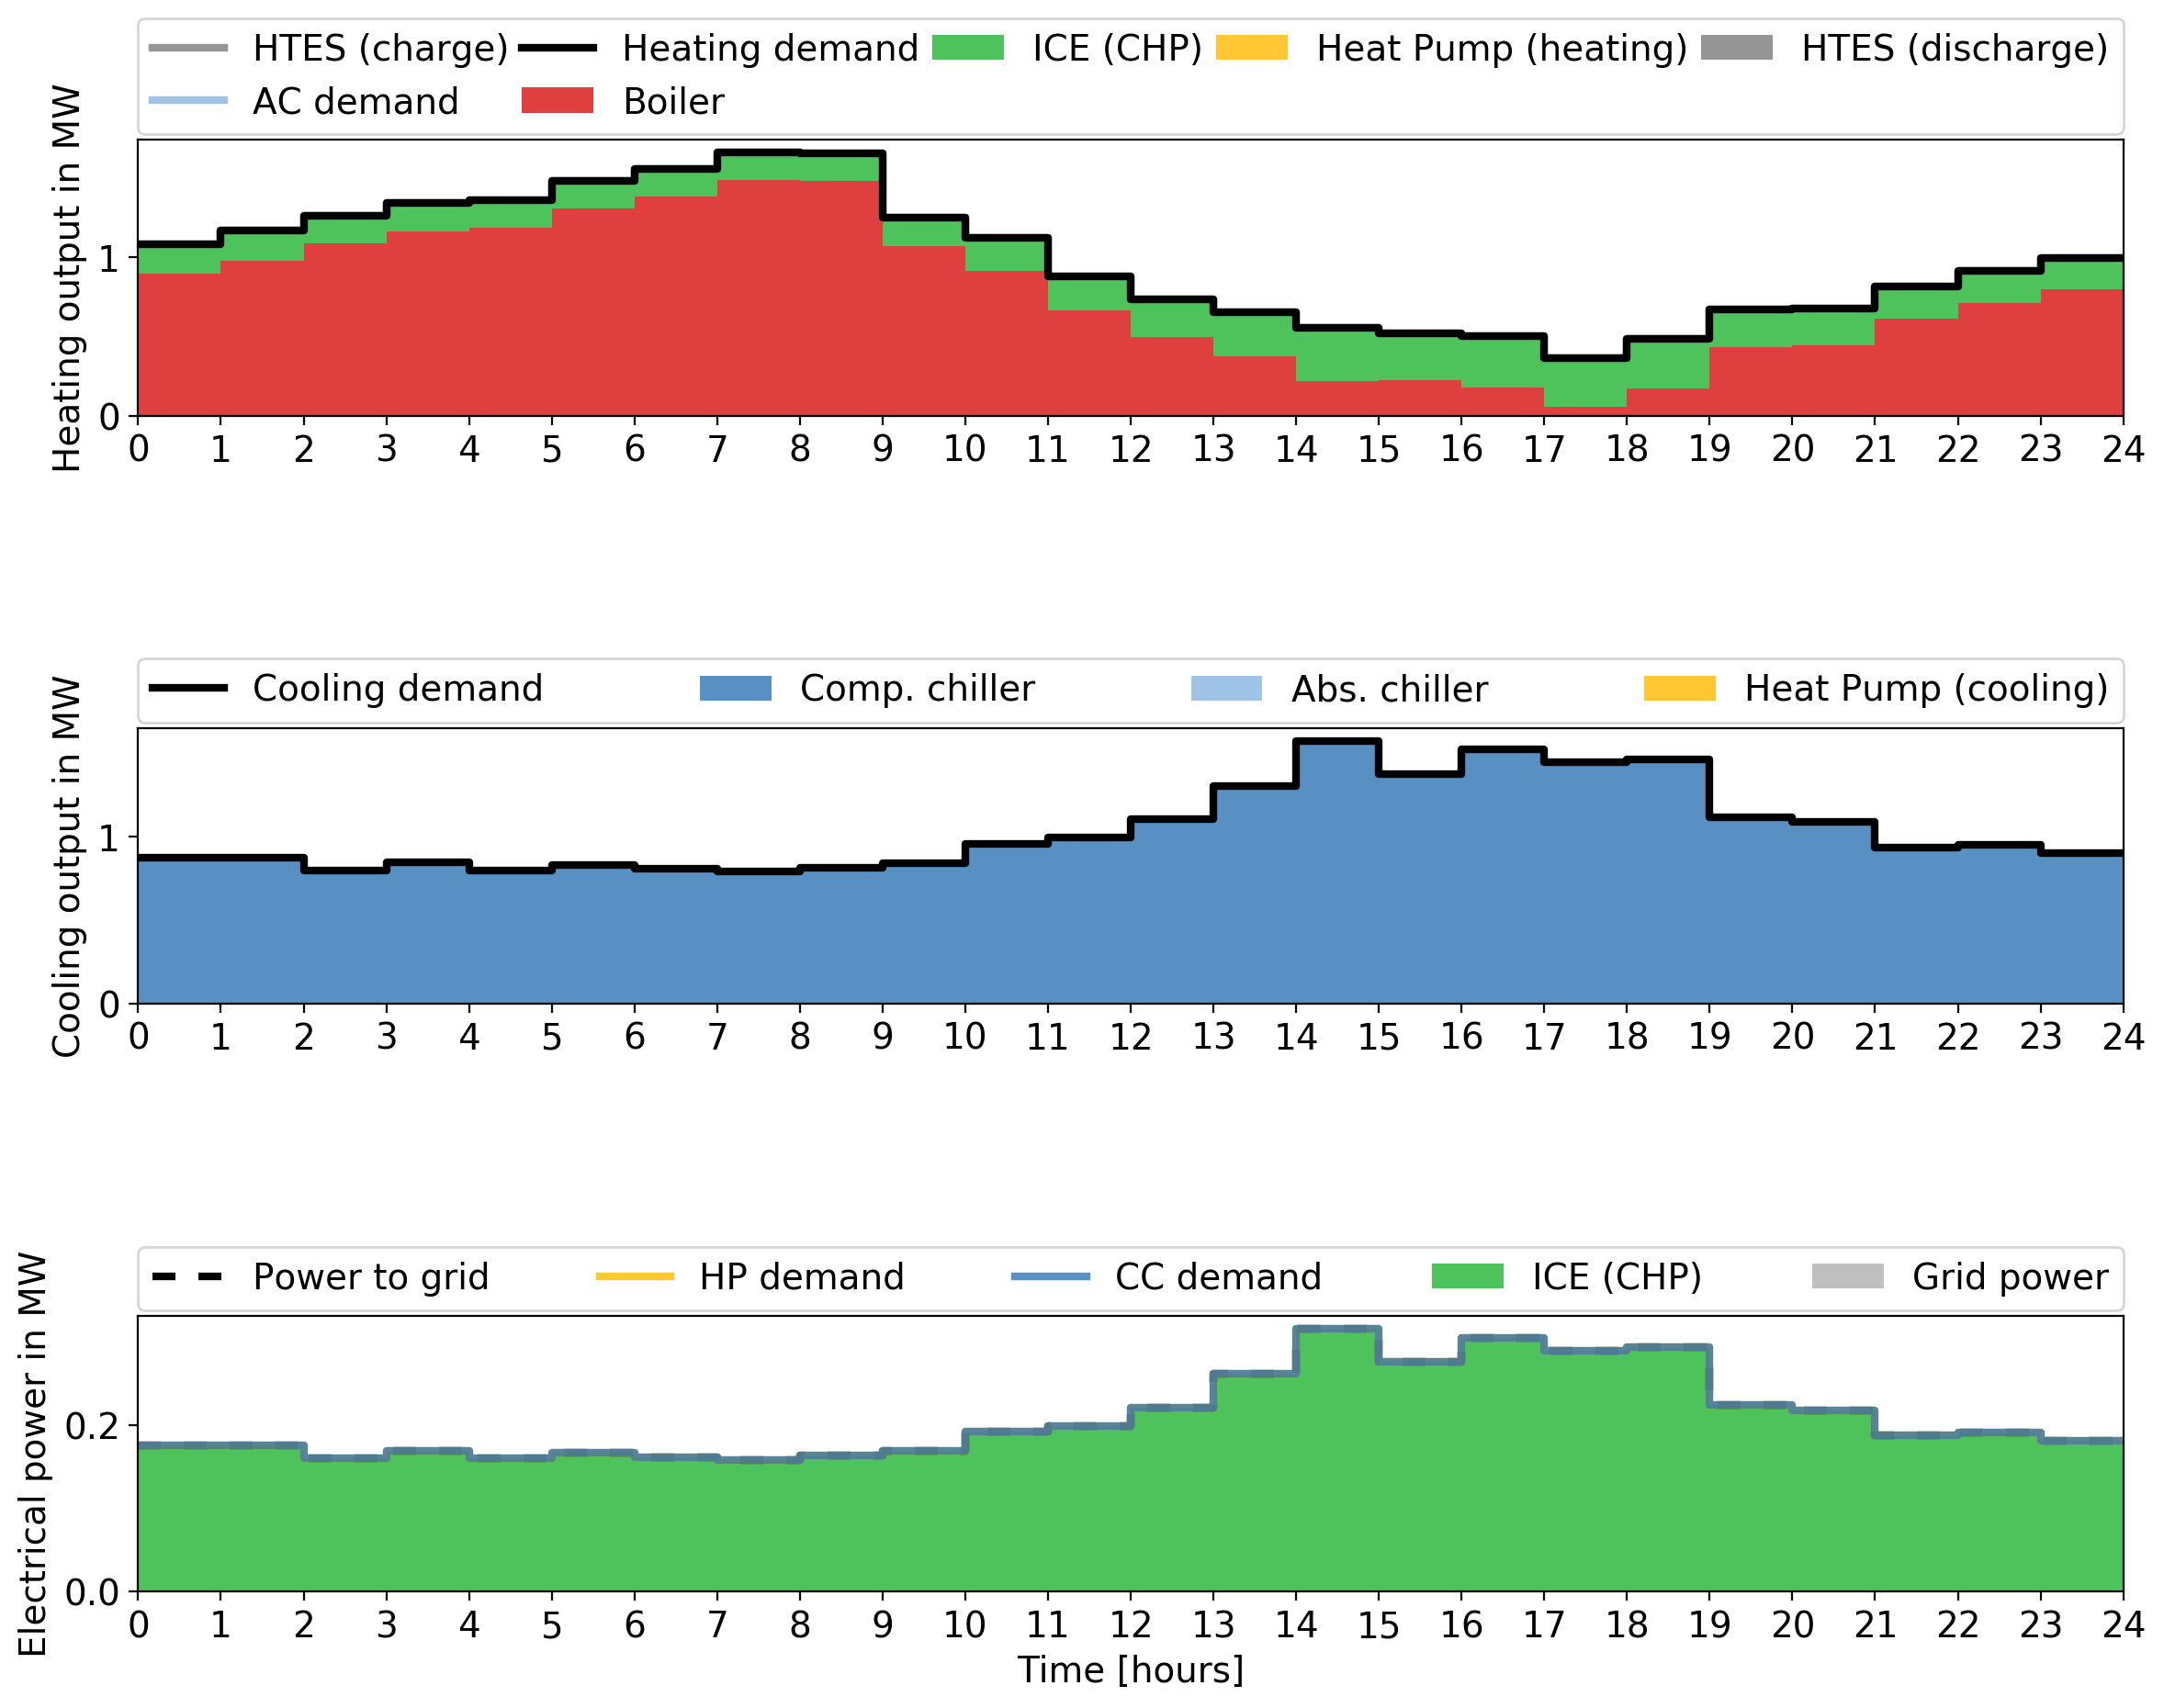 HTES (charge) Heating demand ICE (CHP) Heat Pump (heating) HTES (discharge)
AC demand Boiler
Heating output in MW
1
0
0 1 2 3 4 5 6 7 8 9 10 11 12 13 14 15 16 17 18 19 20 21 22 23 24
Cooling demand Comp. chiller Abs. chiller Heat Pump (cooling)
Cooling output in MW
1
0
0 1 2 3 4 5 6 7 8 9 10 11 12 13 14 15 16 17 18 19 20 21 22 23 24
Power to grid HP demand CC demand ICE (CHP) Grid power
Electrical power in MW
0.2
0.0
0 1 2 3 4 5 6 7 8 9 10 11 12 13 14 15 16 17 18 19 20 21 22 23 24
Time [hours]